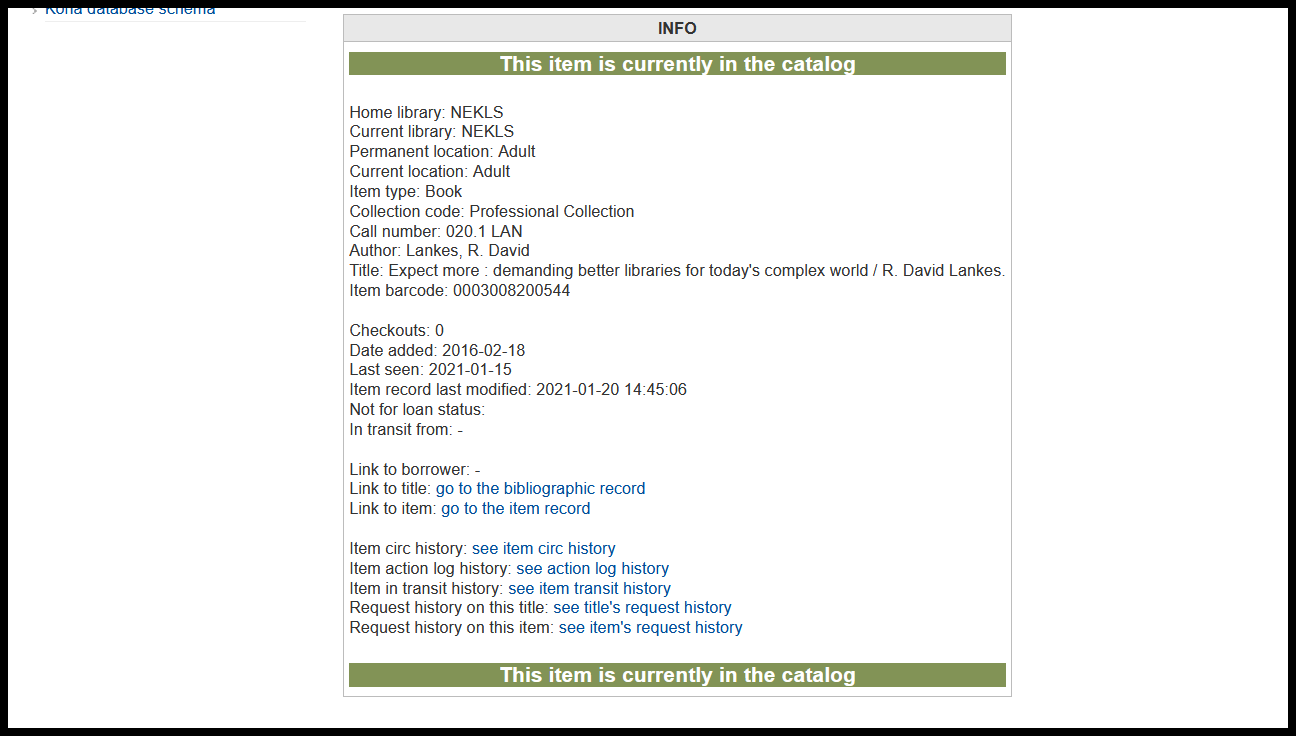 Koha database schema
INFO
This item is currently in the catalog
Home library: NEKLS
Current library: NEKLS
Permanent location: Adult
Current location: Adult
Item type: Book
Collection code: Professional Collection
Call number: 020.1 LAN
Author: Lankes, R. David
Title: Expect more : demanding better libraries for today's complex world / R. David Lankes.
Item barcode: 0003008200544
Checkouts: 0
Date added: 2016-02-18
Last seen: 2021-01-15
Item record last modified: 2021-01-20 14:45:06
Not for loan status:
In transit from: -
Link to borrower: -
Link to title: go to the bibliographic record
Link to item: go to the item record
Item circ history: see item circ history
Item action log history: see action log history
Item in transit history: see item transit history
Request history on this title: see title's request history
Request history on this item: see item's request history
This item is currently in the catalog